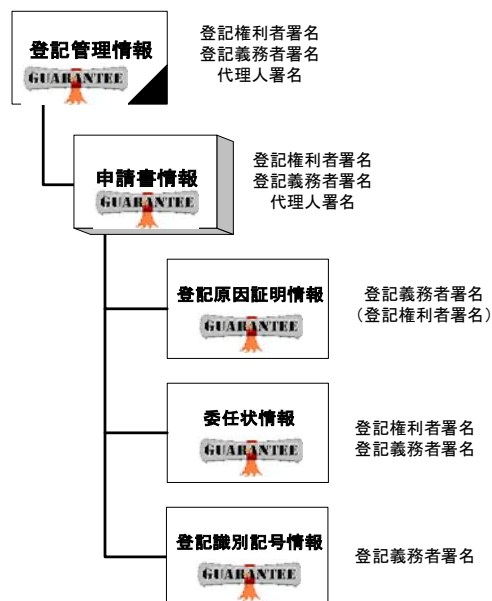 登記管理情報
GUARANTEE
登記権利者署名
登記義務者署名
代理人署名
申請書情報
GUARANTEE
登記権利者署名
登記義務者署名
代理人署名
登記原因証明情報
GUARANTEE
登記義務者署名
（登記権利者署名）
委任状情報
GUARANTEE
登記権利者署名
登記義務者署名
登記識別記号情報
GUARANTEE
登記義務者署名